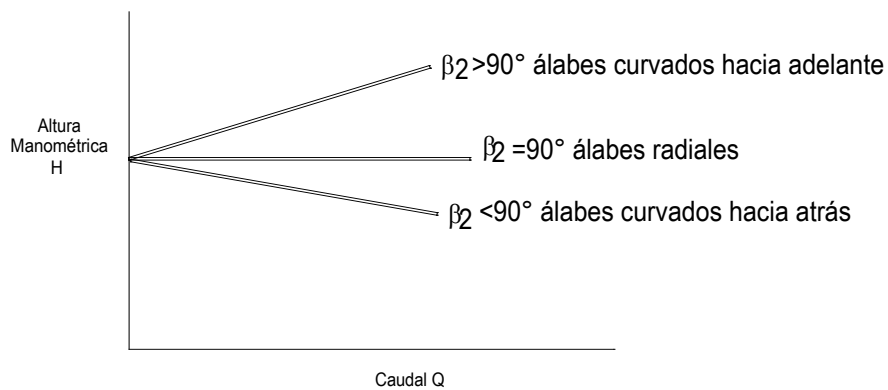 β2 >90° álabes curvados hacia adelante
Altura
Manométrica
H
β2 =90° álabes radiales
β2 <90° álabes curvados hacia atrás
Caudal Q